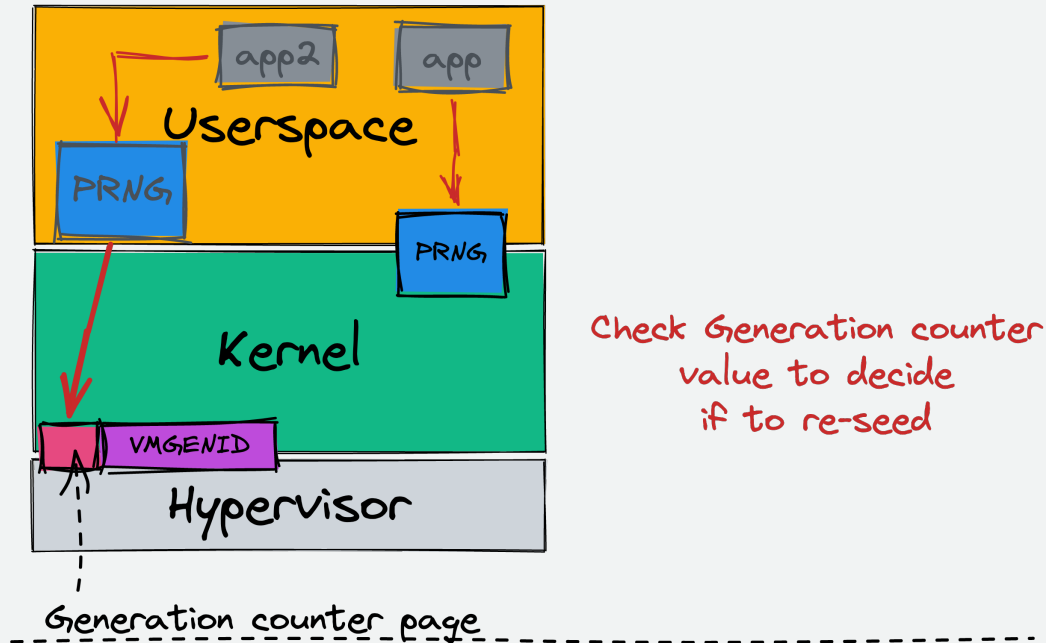 app2
app
Userspace
PRNG
PRNG
Kernel
Check Generation counter
value to decide
if to re-seed
VMGENID
Hypervisor
Generation counter page